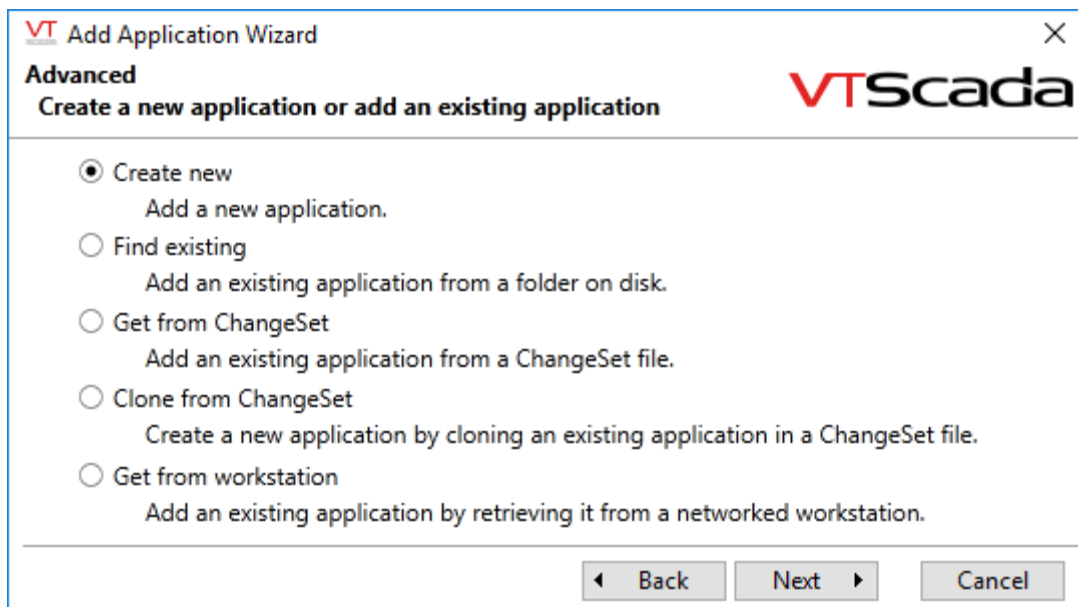 VT Add Application Wizard
SCADA
Advanced
Create a new application or add an existing application
VTScada
Create new
Add a new application.
Find existing
Add an existing application from a folder on disk.
Get from ChangeSet
Add an existing application from a ChangeSet file.
Clone from ChangeSet
Create a new application by cloning an existing application in a ChangeSet file.
Get from workstation
Add an existing application by retrieving it from a networked workstation.
Back Next Cancel